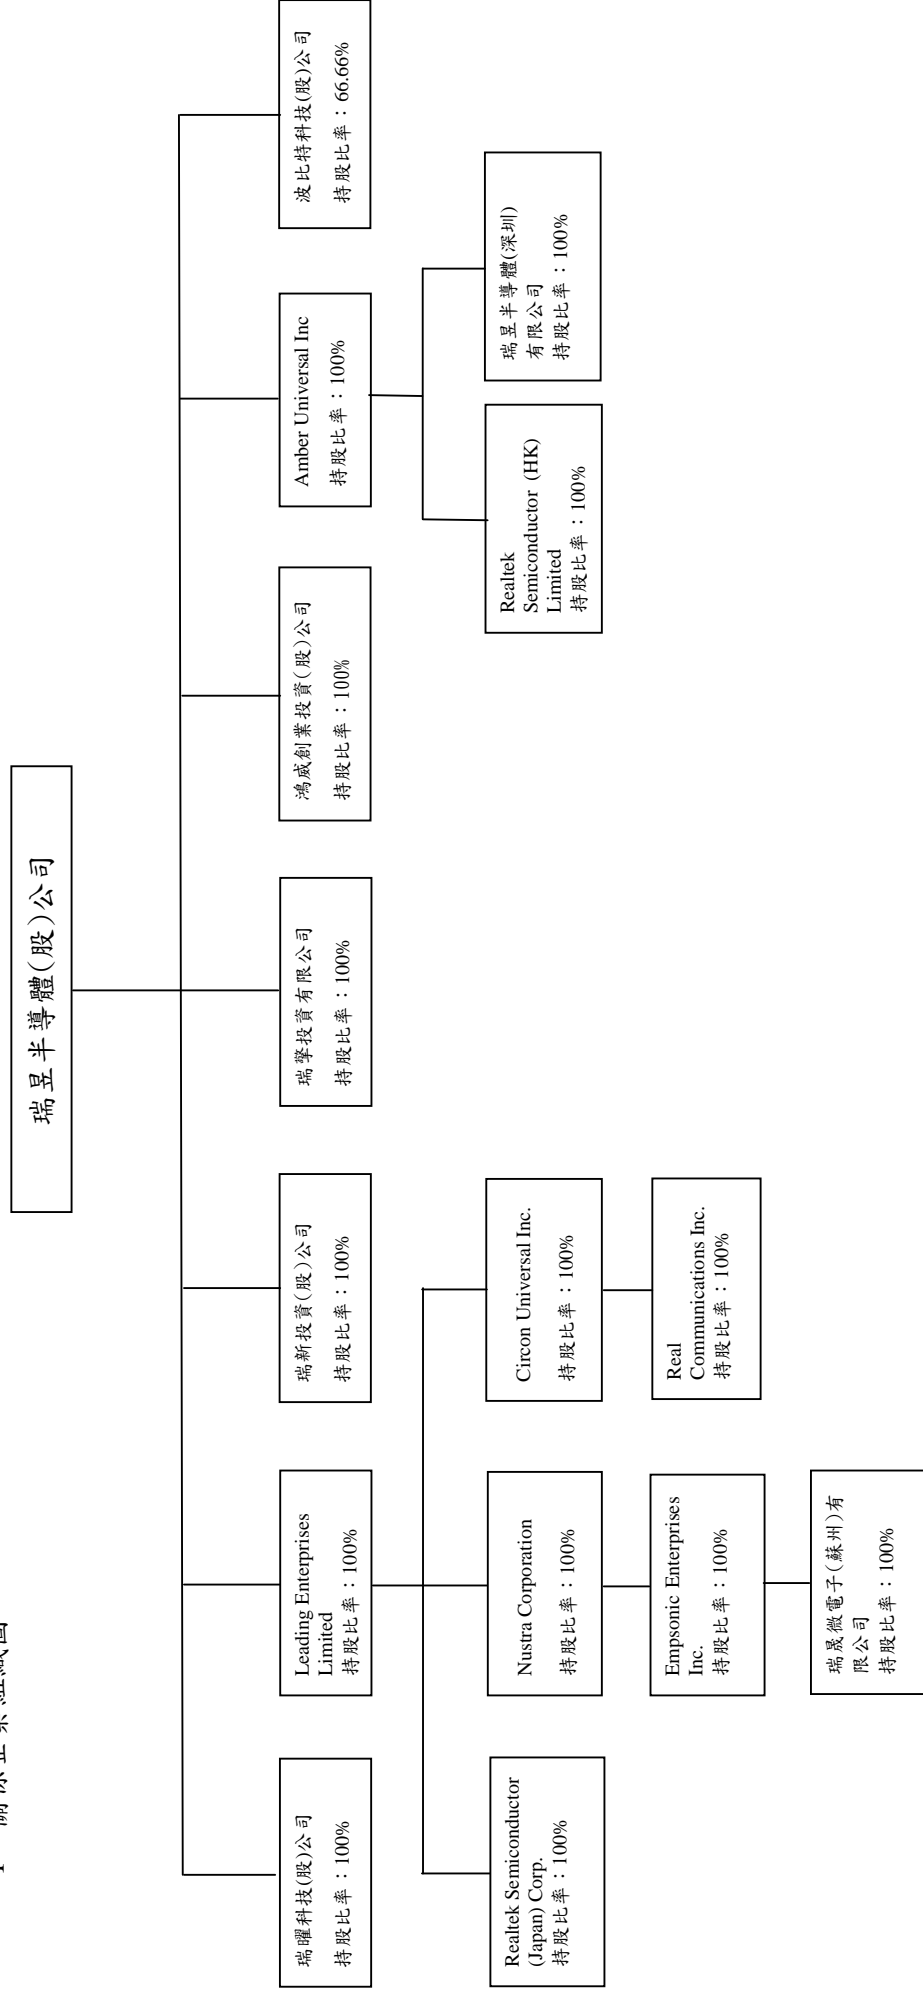 關係企業組織圖
瑞昱半導體(股)公司
瑞曜科技(股)公司
持股比率：100%
Leading Enterprises
Limited
持股比率：100%
瑞新投資(股)公司
持股比率：100%
瑞擎投資有限公司
持股比率：100%
鴻威創業投資(股)公司
持股比率：100%
Amber Universal Inc
持股比率：100%
波比特科技(股)公司
持股比率：66.66%
Realtek Semiconductor
(Japan) Corp.
持股比率：100%
Nustra Corporation
持股比率：100%
Circon Universal Inc.
持股比率：100%
Realtek
Semiconductor (HK)
Limited
持股比率：100%
瑞昱半導體(深圳)
有限公司
持股比率：100%
Empsonic Enterprises
Inc.
持股比率：100%
Real
Communications Inc.
持股比率：100%
瑞晟微電子(蘇州)有
限公司
持股比率：100%